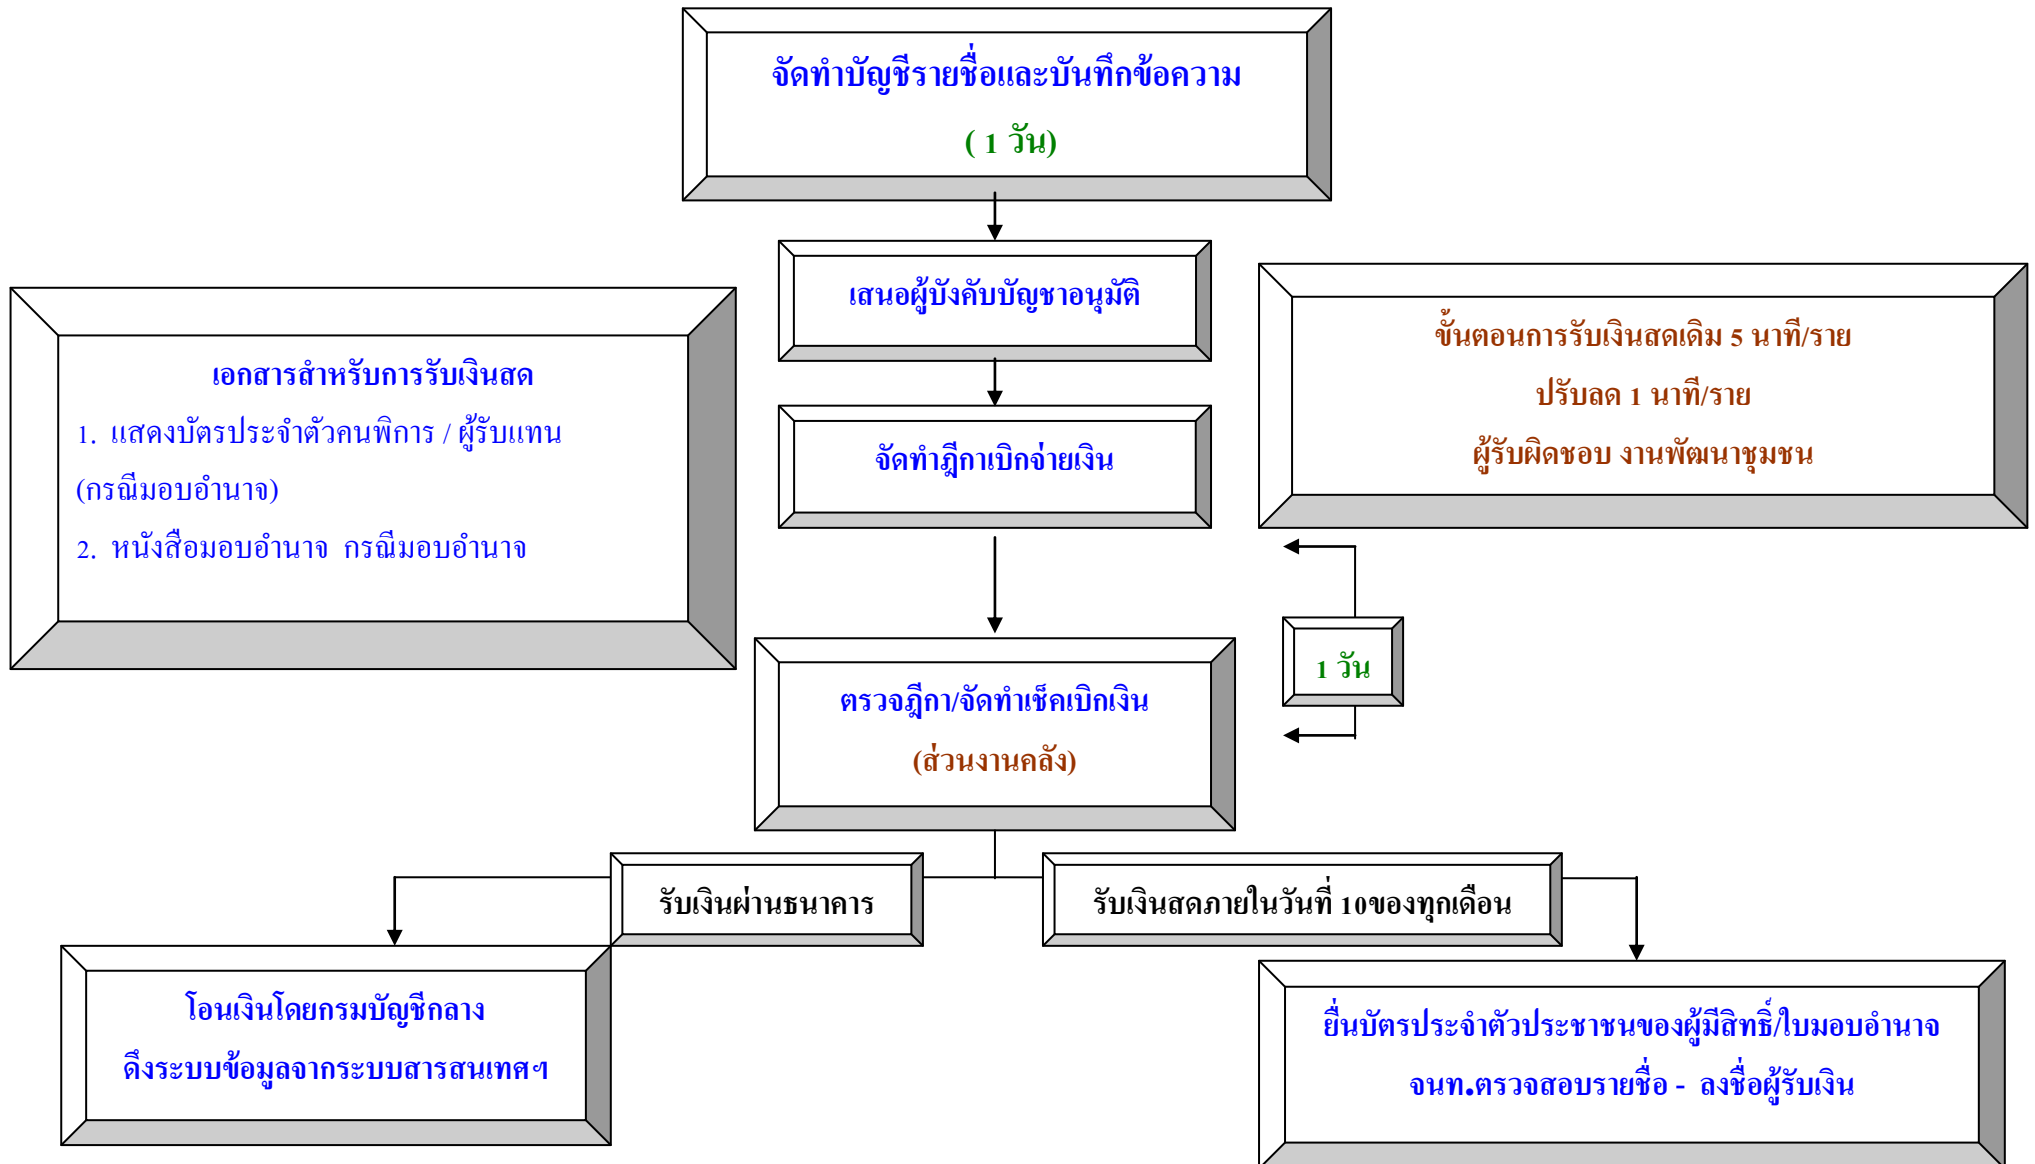 จัดทำบัญชีรายชื่อและบันทึกข้อความ
( 1 วัน)
เสนอผู้บังคับบัญชาอนุมัติ
เอกสารสำหรับการรับเงินสด
1. แสดงบัตรประจำตัวคนพิการ / ผู้รับแทน
(กรณีมอบอำนาจ)
2. หนังสือมอบอำนาจ กรณีมอบอำนาจ
จัดทำฎีกาเบิกจ่ายเงิน
ขั้นตอนการรับเงินสดเดิม 5 นาที/ราย
ปรับลด 1 นาที/ราย
ผู้รับผิดชอบ งานพัฒนาชุมชน
1 วัน
ตรวจฎีกา/จัดทำเช็คเบิกเงิน
(ส่วนงานคลัง)
รับเงินผ่านธนาคาร
รับเงินสดภายในวันที่ 10ของทุกเดือน
โอนเงินโดยกรมบัญชีกลาง
ดึงระบบข้อมูลจากระบบสารสนเทศฯ
ยื่นบัตรประจำตัวประชาชนของผู้มีสิทธิ์/ใบมอบอำนาจ
จนท.ตรวจสอบรายชื่อ - ลงชื่อผู้รับเงิน